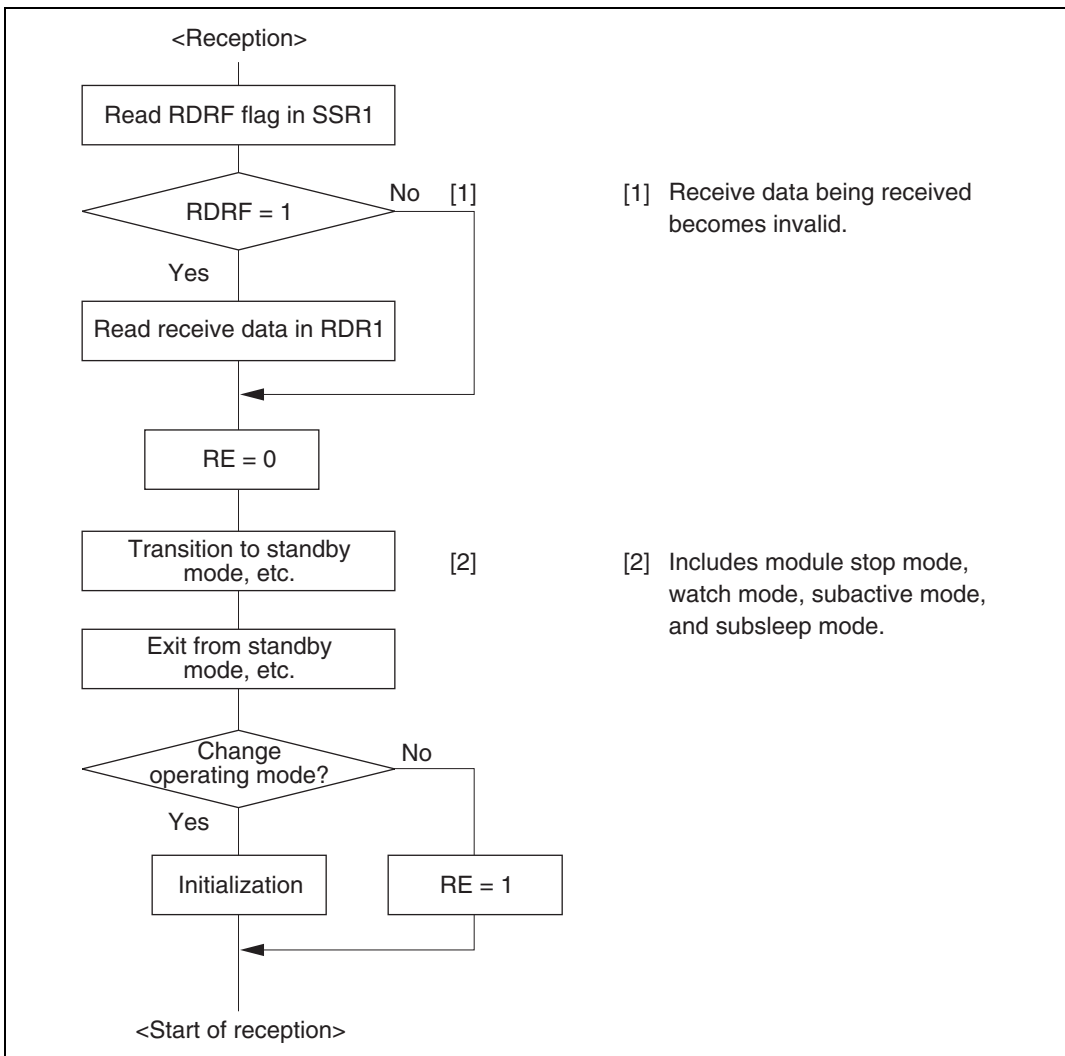 <Reception>
Read RDRF flag in SSR1
No [1]
[1] Receive data being received
becomes invalid.
RDRF = 1
Yes
Read receive data in RDR1
RE = 0
Transition to standby
mode, etc.
[2]
[2] Includes module stop mode,
watch mode, subactive mode,
and subsleep mode.
Exit from standby
mode, etc.
Change
operating mode?
No
Yes
Initialization
RE = 1
<Start of reception>